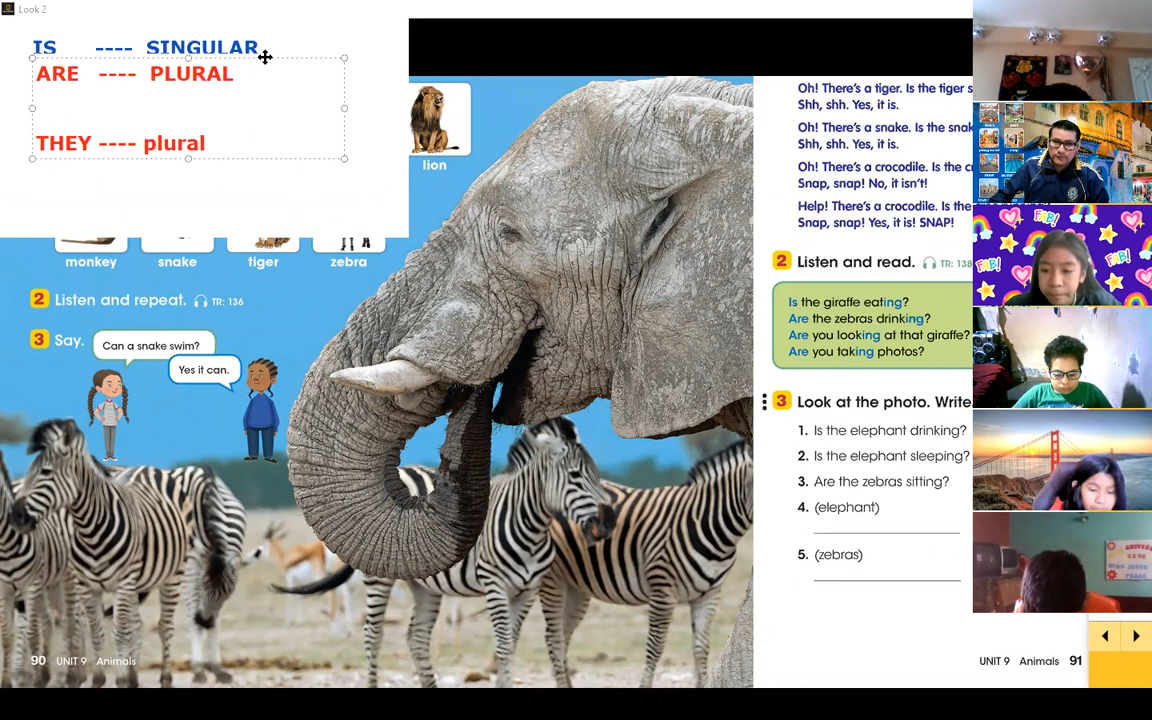 Look 2
IS ---- SINGULAR
ARE ---- PLURAL
THEY ---- plural
lion
monkey
snake
tiger
zebra
2 Listen and repeat. TR: 136
3 Say.
Can a snake swim?
Yes it can.
90 UNIT 9 Animals
Oh! There's a tiger. Is the tiger s
Shh, shh. Yes, it is.
Oh! There's a snake. Is the snak
Shh, shh. Yes, it is.
Oh! There's a crocodile. Is the c
Snap, snap! No, it isn't!
Help! There's a crocodile. Is the
Snap, snap! Yes, it is! SNAP!
2 Listen and read. TR: 138
Is the giraffe eating?
Are the zebras drinking?
Are you looking at that giraffe?
Are you taking photos?
3 Look at the photo. Write
1. Is the elephant drinking?
2. Is the elephant sleeping?
3. Are the zebras sitting?
4. (elephant)
5. (zebras)
UNIT 9 Animals 91
FAB!
FAB!
FAB!